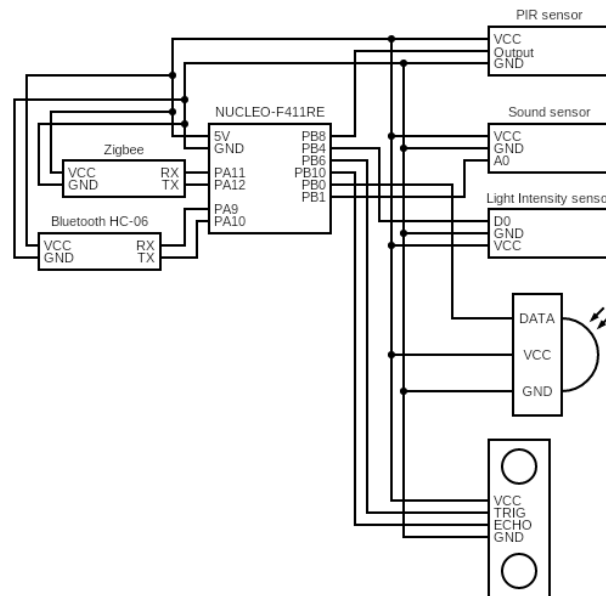 PIR sensor
VCC
Output
GND
NUCLEO-F411RE
5V
GND
PA11
PA12
PA9
PA10
PB8
PB4
PB6
PB10
PB0
PB1
Sound sensor
VCC
GND
A0
Zigbee
VCC
GND
RX
TX
Light Intensity sensor
D0
GND
VCC
Bluetooth HC-06
VCC
GND
RX
TX
DATA
VCC
GND
VCC
TRIG
ECHO
GND